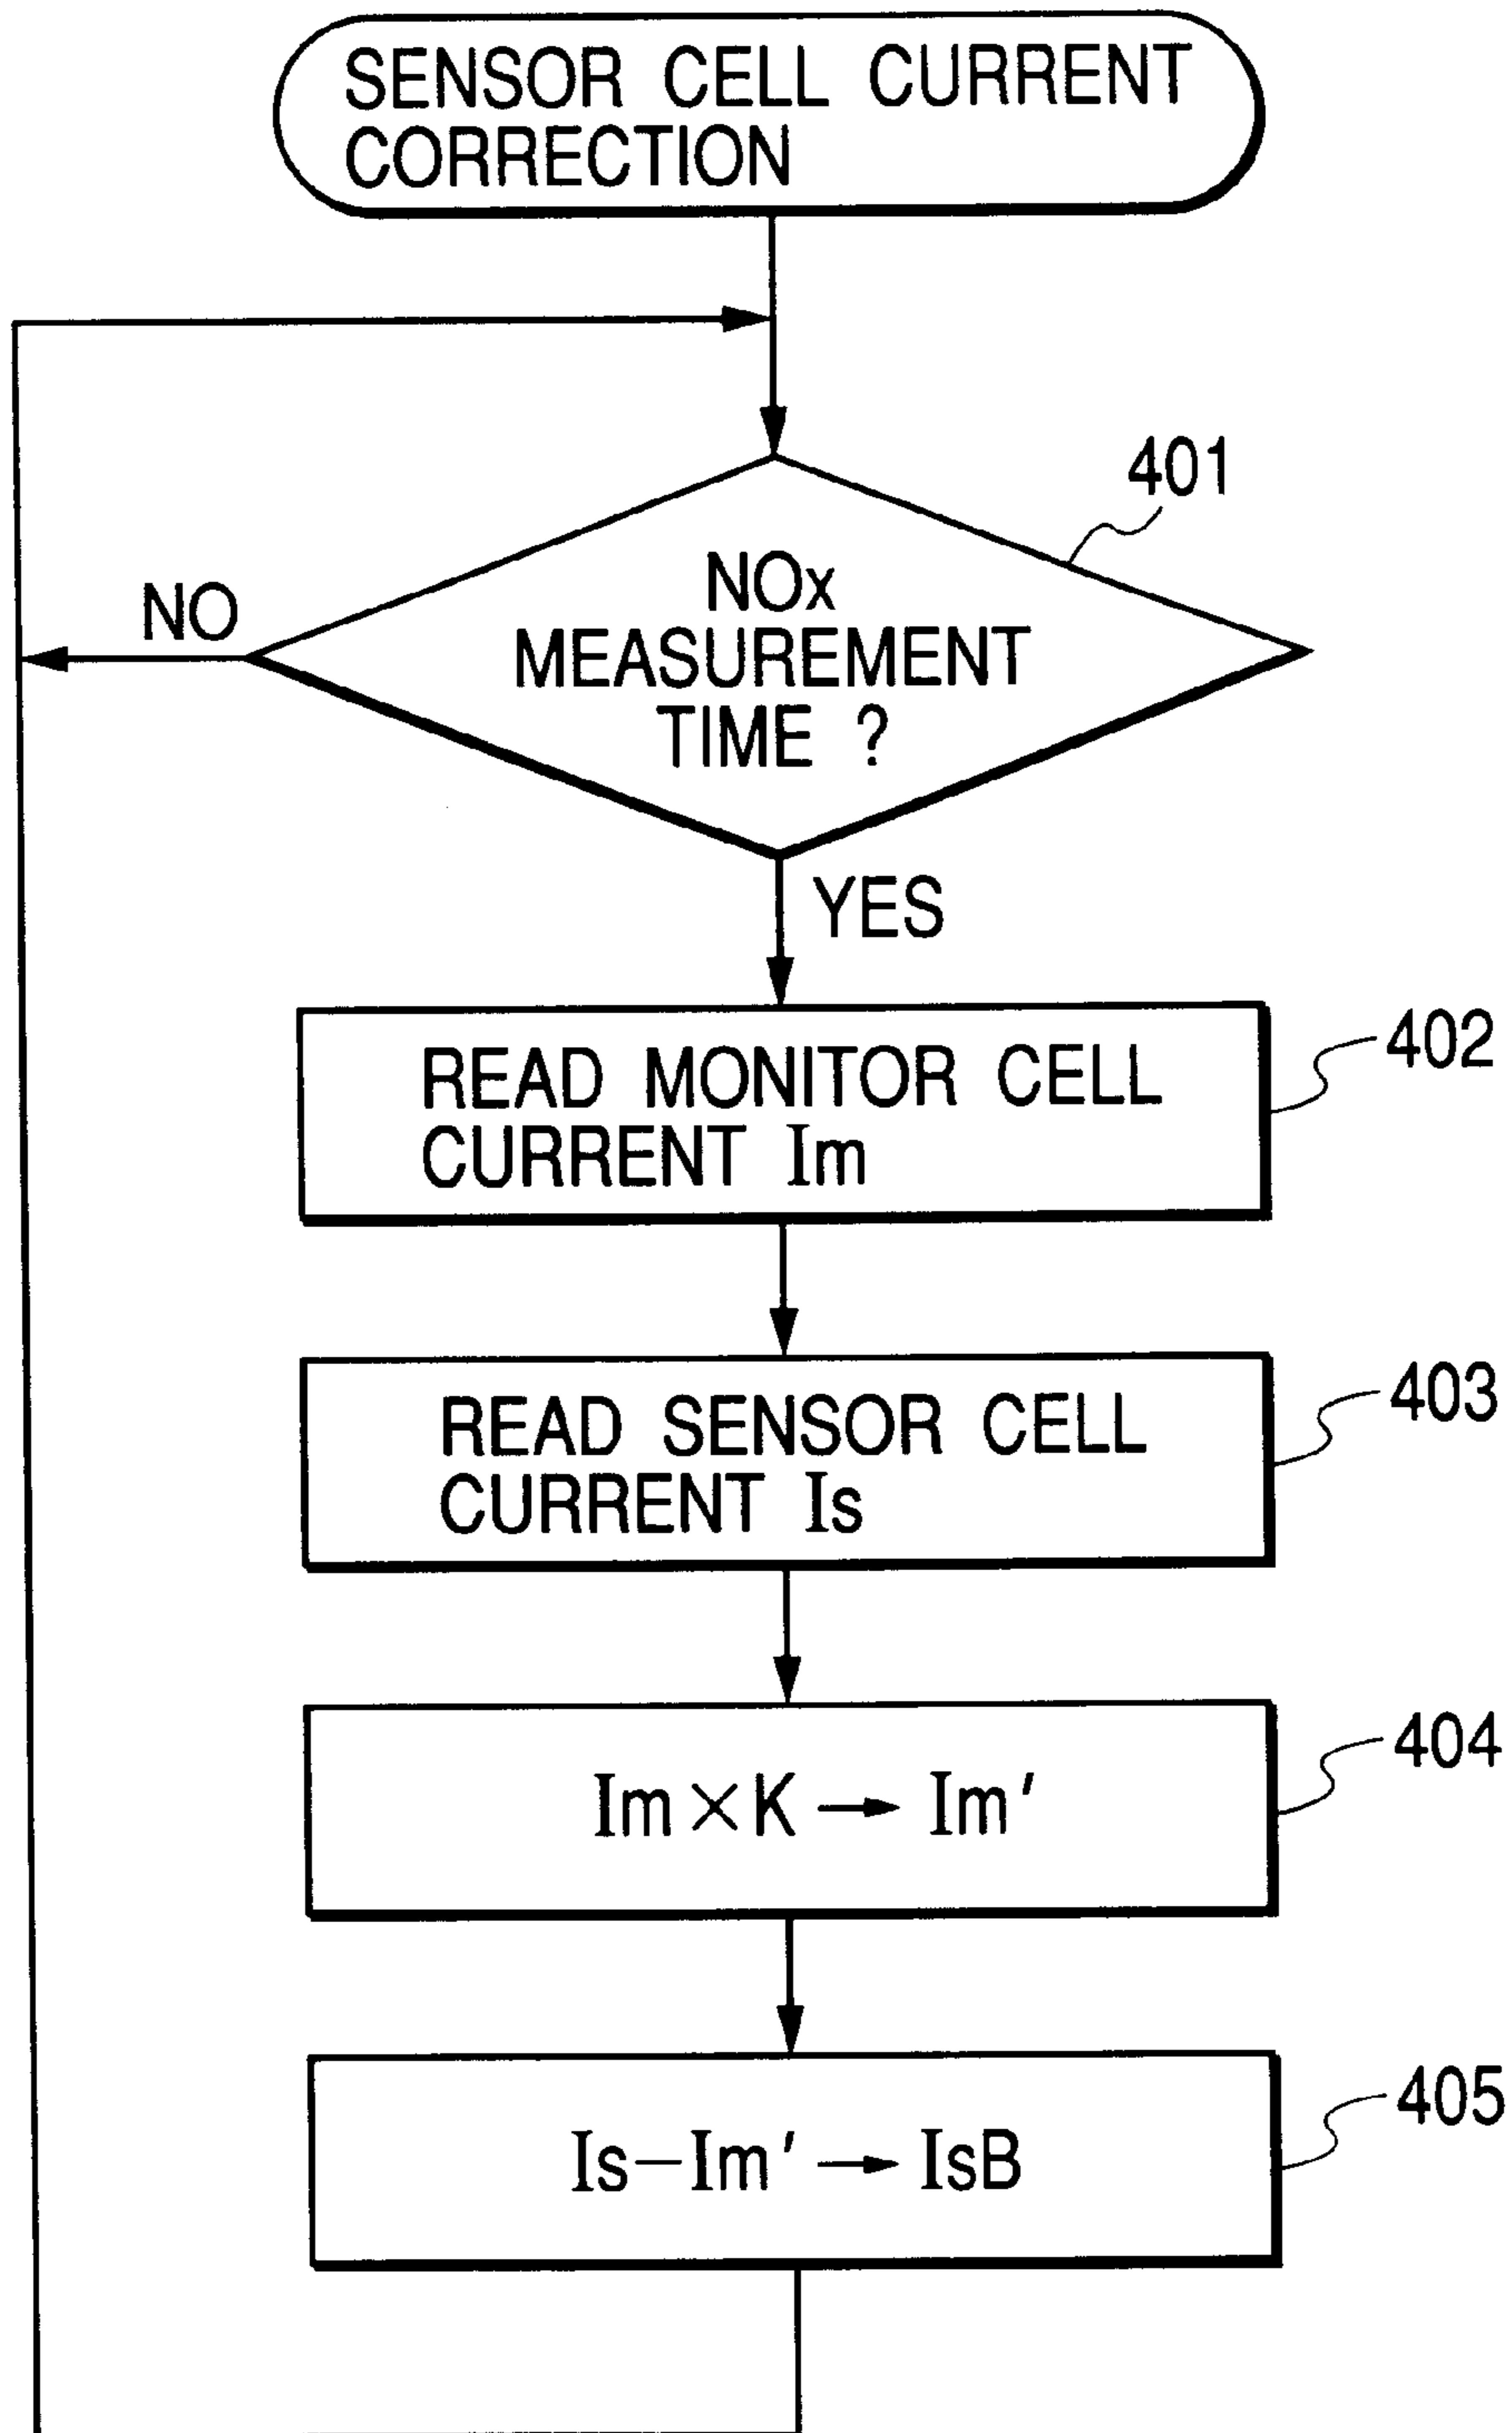 SENSOR CELL CURRENT
CORRECTION
401
NOx
MEASUREMENT
TIME ?
NO
YES
READ MONITOR CELL
CURRENT Im
402
READ SENSOR CELL
CURRENT Is
403
Im×K→Im′
404
Is−Im′→IsB
405